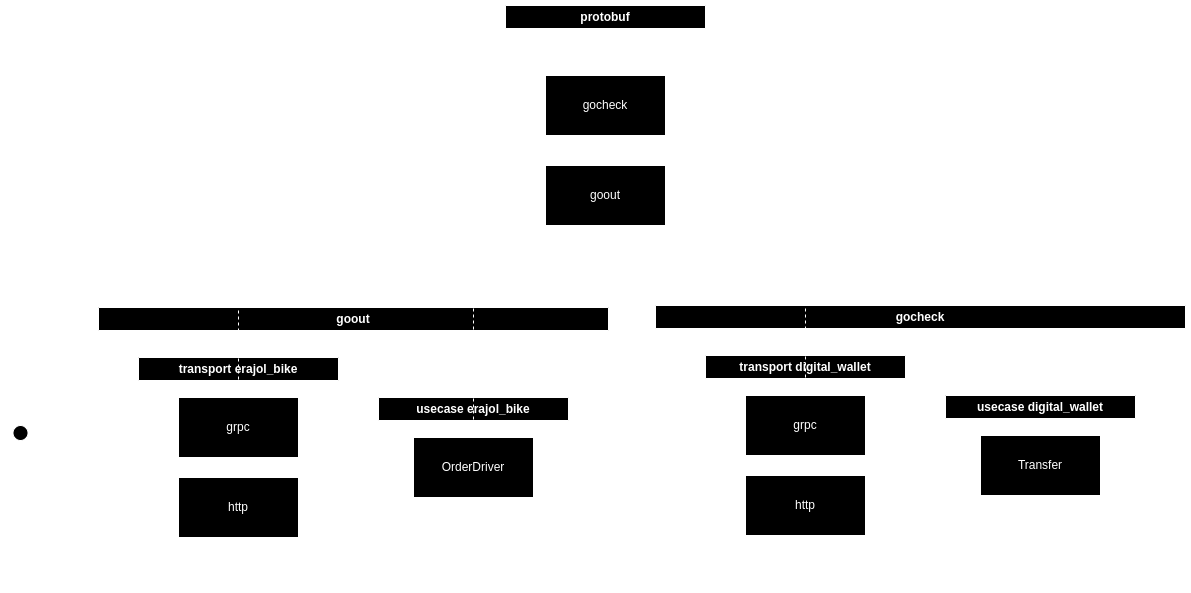 protobuf
gocheck
goout
goout
transport erajol_bike
grpc
http
usecase erajol_bike
OrderDriver
gocheck
transport digital_wallet
grpc
http
usecase digital_wallet
Transfer